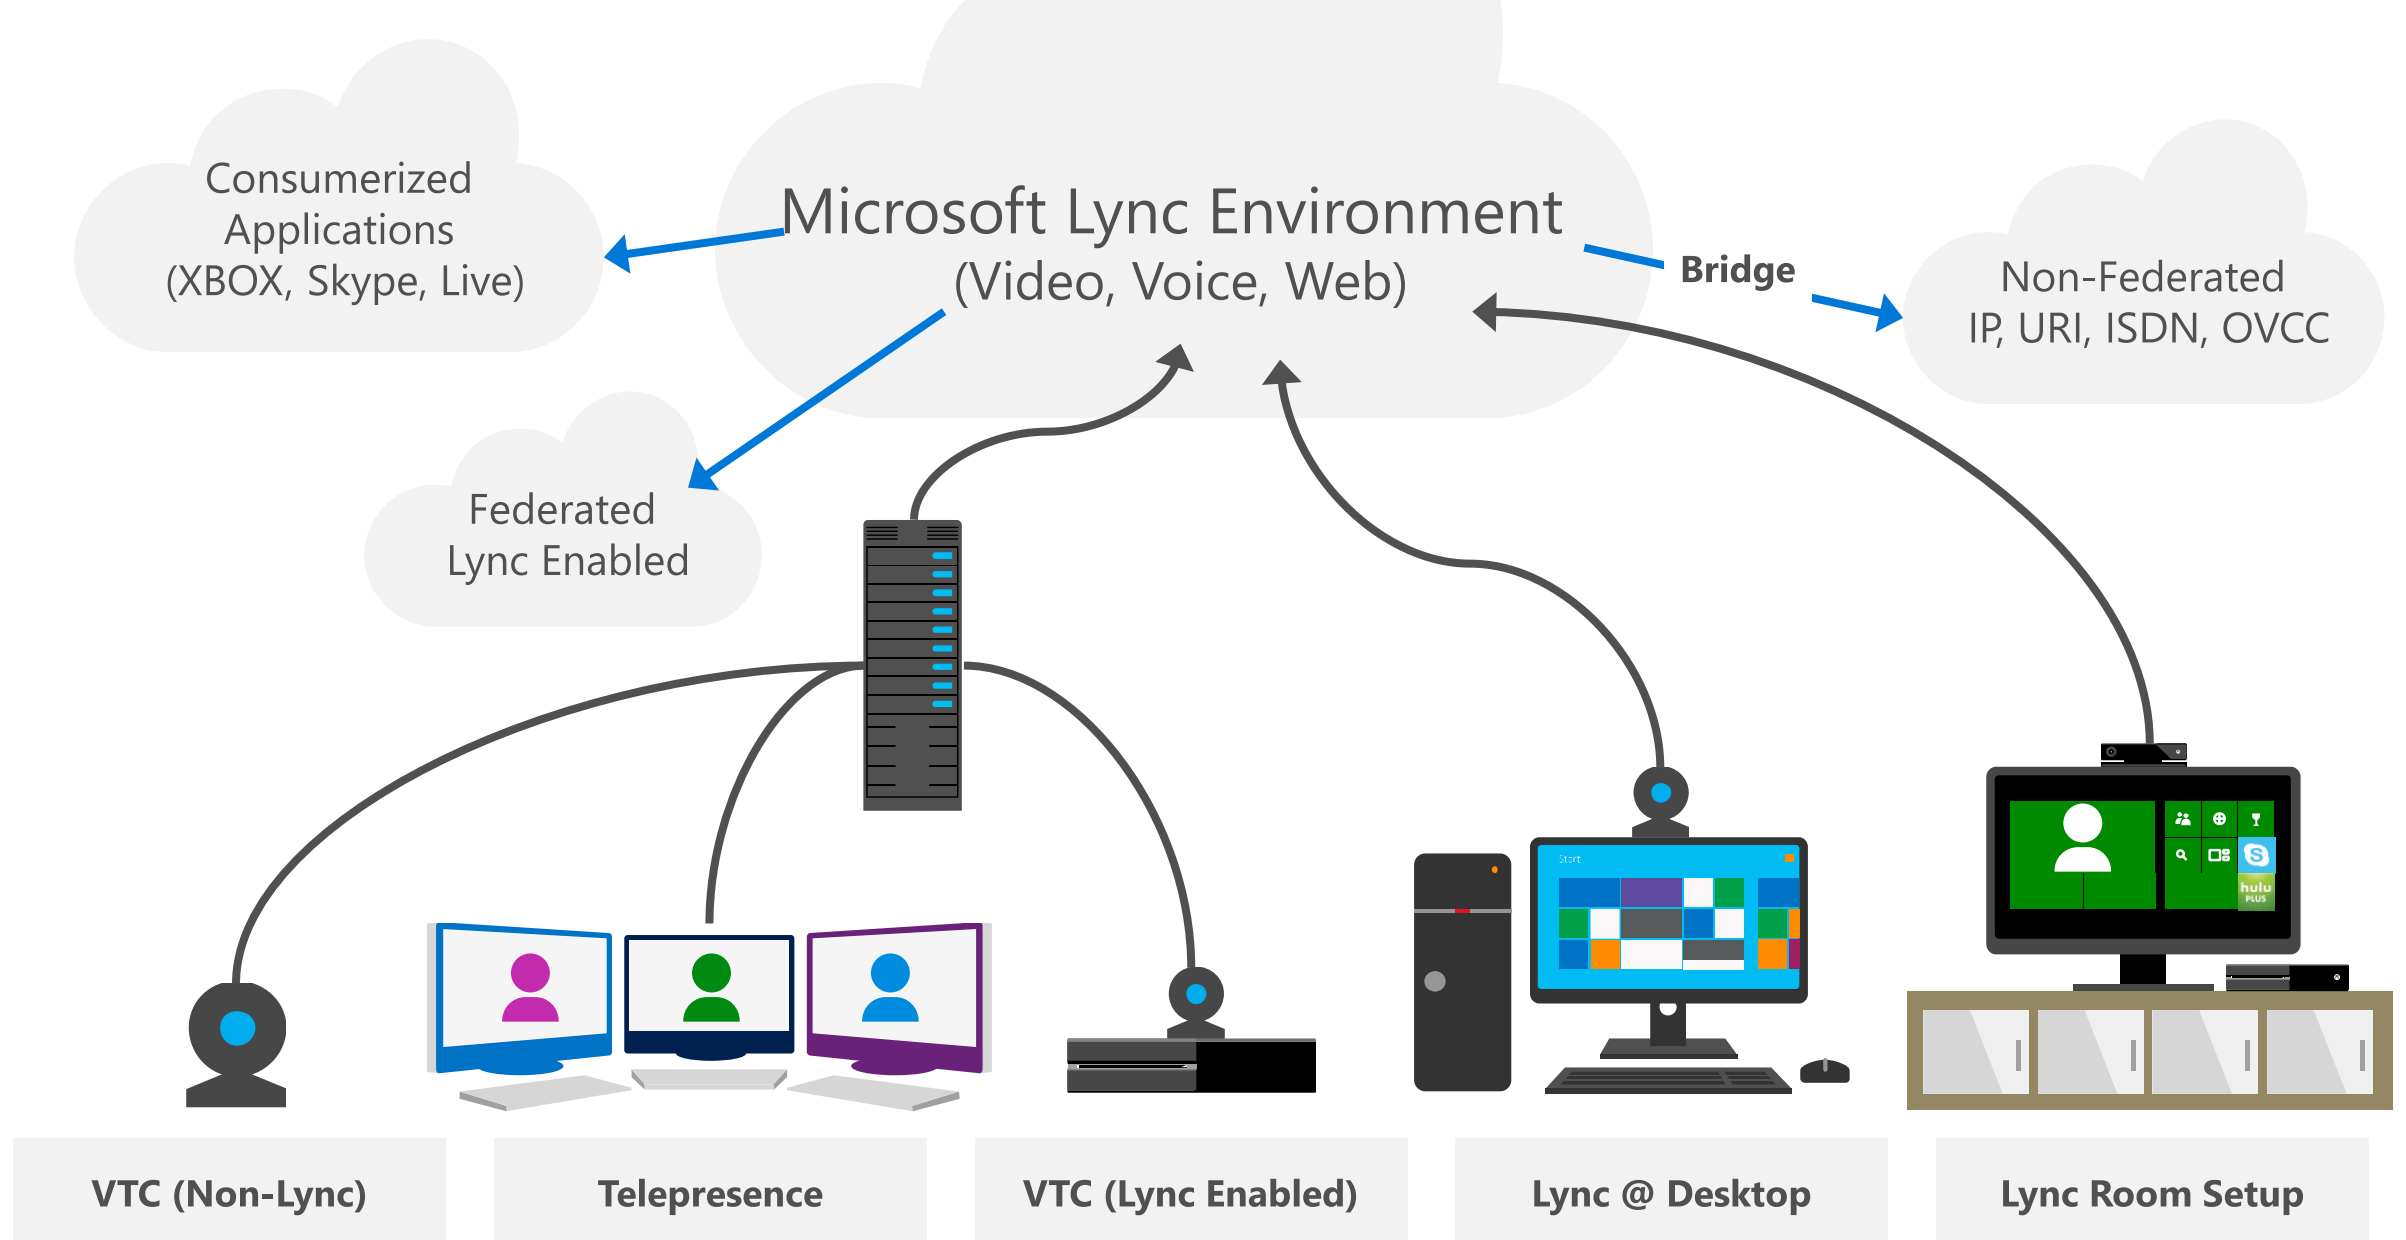 Microsoft Lync Environment
(Video, Voice, Web)
Consumerized
Applications
(XBOX, Skype, Live)
Bridge
Non-Federated
IP, URI, ISDN, OVCC
Federated
Lync Enabled
Start
S
hulu
PLUS
VTC (Non-Lync)
Telepresence
VTC (Lync Enabled)
Lync @ Desktop
Lync Room Setup